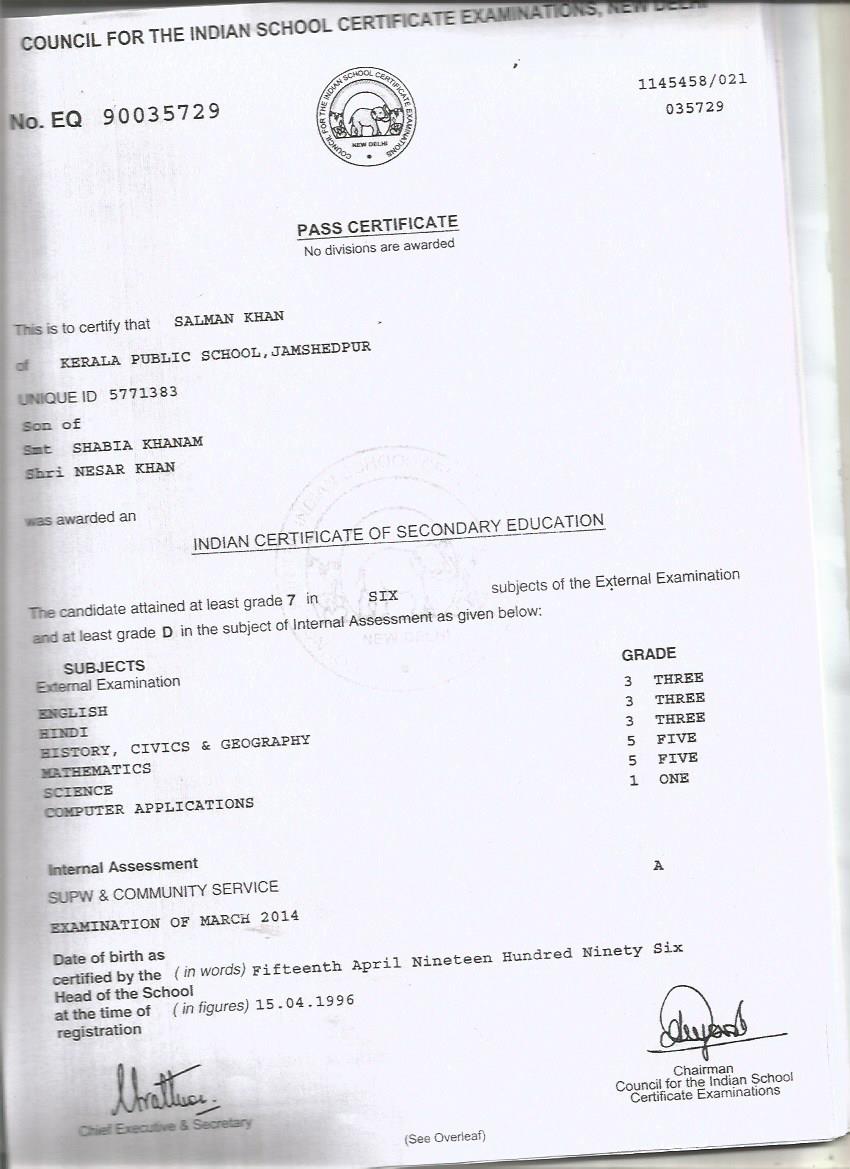 COUNCIL FOR THE INDIAN SCHOOL CERTIFICATE EXAMINATIONS, NEW DELHI
1145458/021
No. EQ 90035729
035729
COUNCIL FOR THE INDIAN SCHOOL CERTIFICATE EXAMINATIONS
NEW DELHI
PASS CERTIFICATE
No divisions are awarded
This is to certify that SALMAN KHAN
of KERALA PUBLIC SCHOOL,JAMSHEDPUR
UNIQUE ID 5771383
Son of
Smt SHABIA KHANAM
Shri NESAR KHAN
was awarded an
INDIAN CERTIFICATE OF SECONDARY EDUCATION
The candidate attained at least grade 7 in SIX subjects of the External Examination
and at least grade D in the subject of Internal Assessment as given below:
NEW DELHI
SUBJECTS GRADE
External Examination
ENGLISH 3 THREE
HINDI 3 THREE
HISTORY, CIVICS & GEOGRAPHY 3 THREE
MATHEMATICS 5 FIVE
SCIENCE 5 FIVE
COMPUTER APPLICATIONS 1 ONE
Internal Assessment
SUPW & COMMUNITY SERVICE A
EXAMINATION OF MARCH 2014
Date of birth as
certified by the (in words) Fifteenth April Nineteen Hundred Ninety Six
Head of the School
at the time of (in figures) 15.04.1996
registration
Chairman
Council for the Indian School
Certificate Examinations
Chief Executive & Secretary
(See Overleaf)